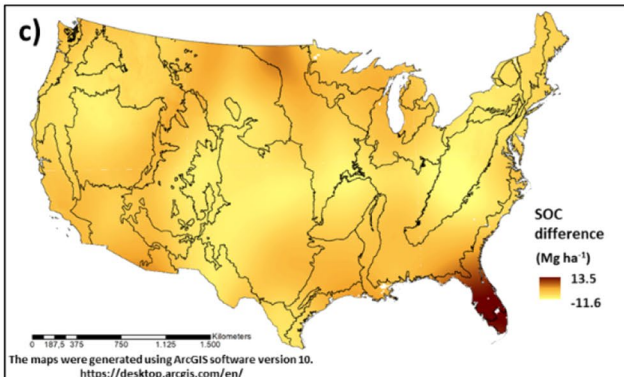 c)
SOC
difference
(Mg ha⁻¹)
13.5
-11.6
Kilometers
0 187,5 375 750 1.125 1.500
The maps were generated using ArcGIS software version 10.
https://desktop.arcgis.com/en/